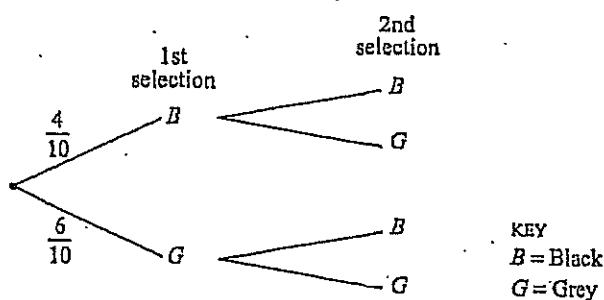 1st
selection
2nd
selection
4/10
B
B
G
6/10
G
B
G
KEY
B = Black
G = Grey